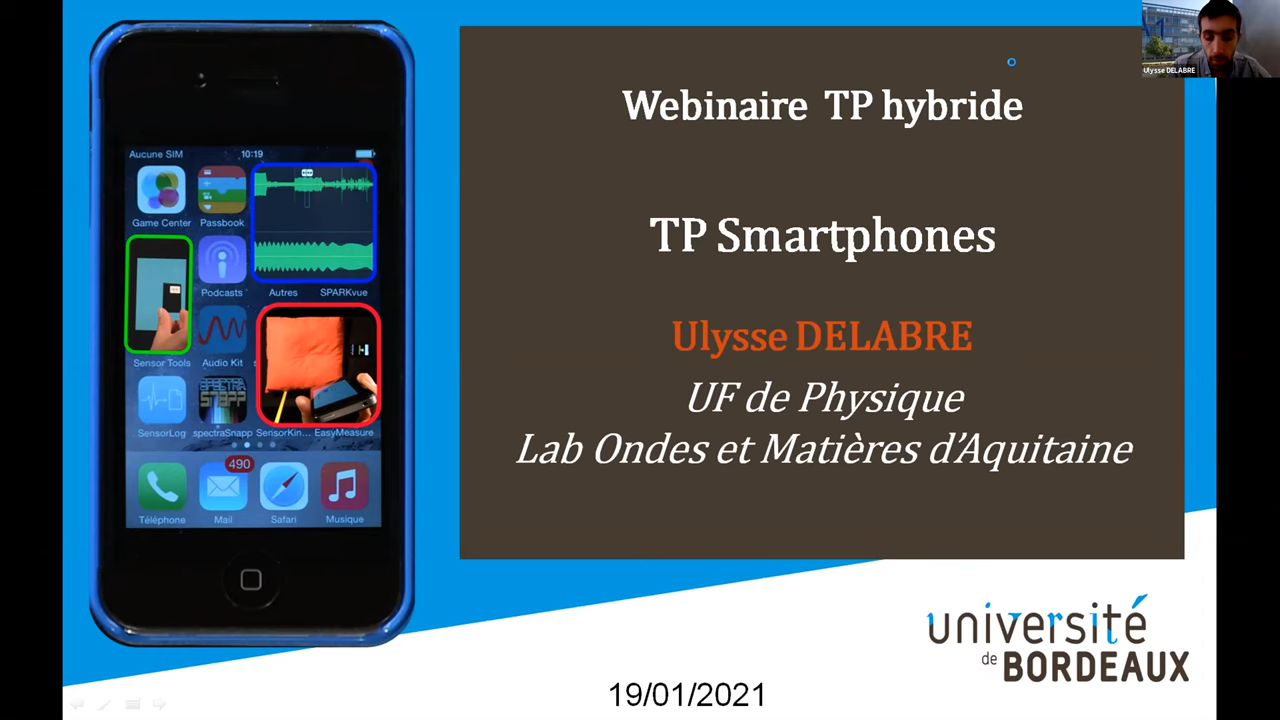 Ulysse DELABRE
Webinaire TP hybride
TP Smartphones
Ulysse DELABRE
UF de Physique
Lab Ondes et Matières d'Aquitaine
Aucune SIM 10:19
Game Center Passbook
Podcasts Autres SPARKvue
Sensor Tools Audio Kit
SPECTRA
SNAPP
SensorLog spectraSnapp SensorKin... EasyMeasure
490
Téléphone Mail Safari Musique
université
de BORDEAUX
19/01/2021